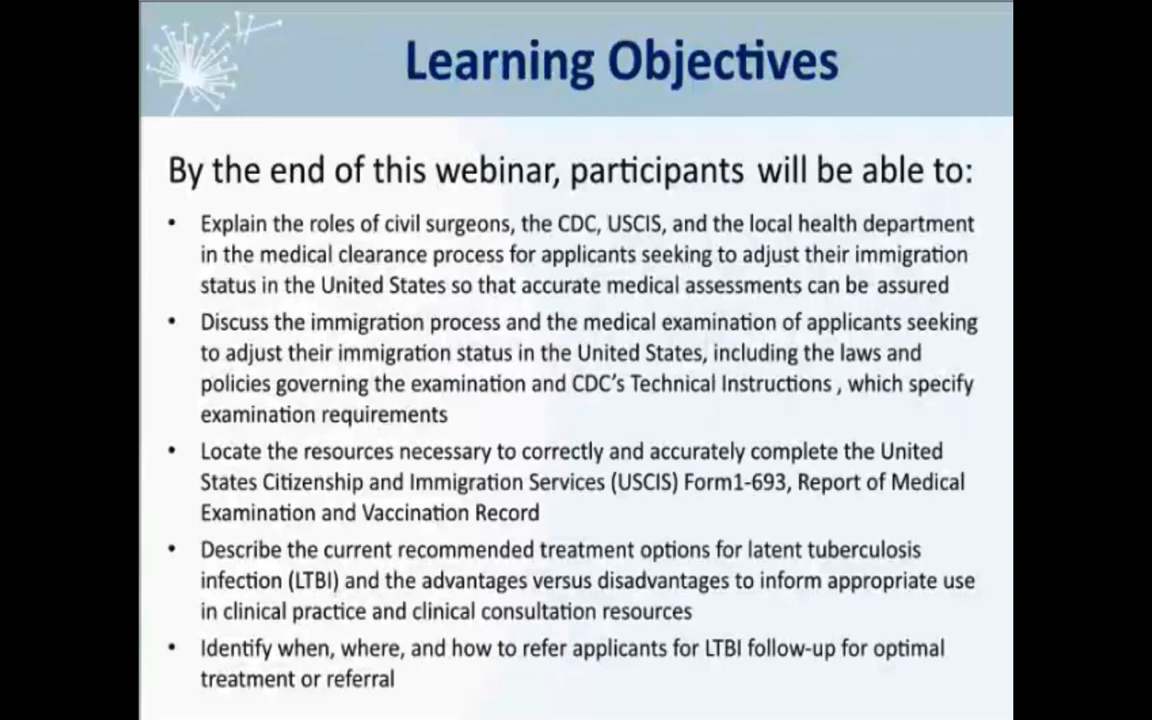 Learning Objectives
By the end of this webinar, participants will be able to:
• Explain the roles of civil surgeons, the CDC, USCIS, and the local health department
in the medical clearance process for applicants seeking to adjust their immigration
status in the United States so that accurate medical assessments can be assured
• Discuss the immigration process and the medical examination of applicants seeking
to adjust their immigration status in the United States, including the laws and
policies governing the examination and CDC's Technical Instructions , which specify
examination requirements
• Locate the resources necessary to correctly and accurately complete the United
States Citizenship and Immigration Services (USCIS) Form1-693, Report of Medical
Examination and Vaccination Record
• Describe the current recommended treatment options for latent tuberculosis
infection (LTBI) and the advantages versus disadvantages to inform appropriate use
in clinical practice and clinical consultation resources
• Identify when, where, and how to refer applicants for LTBI follow-up for optimal
treatment or referral